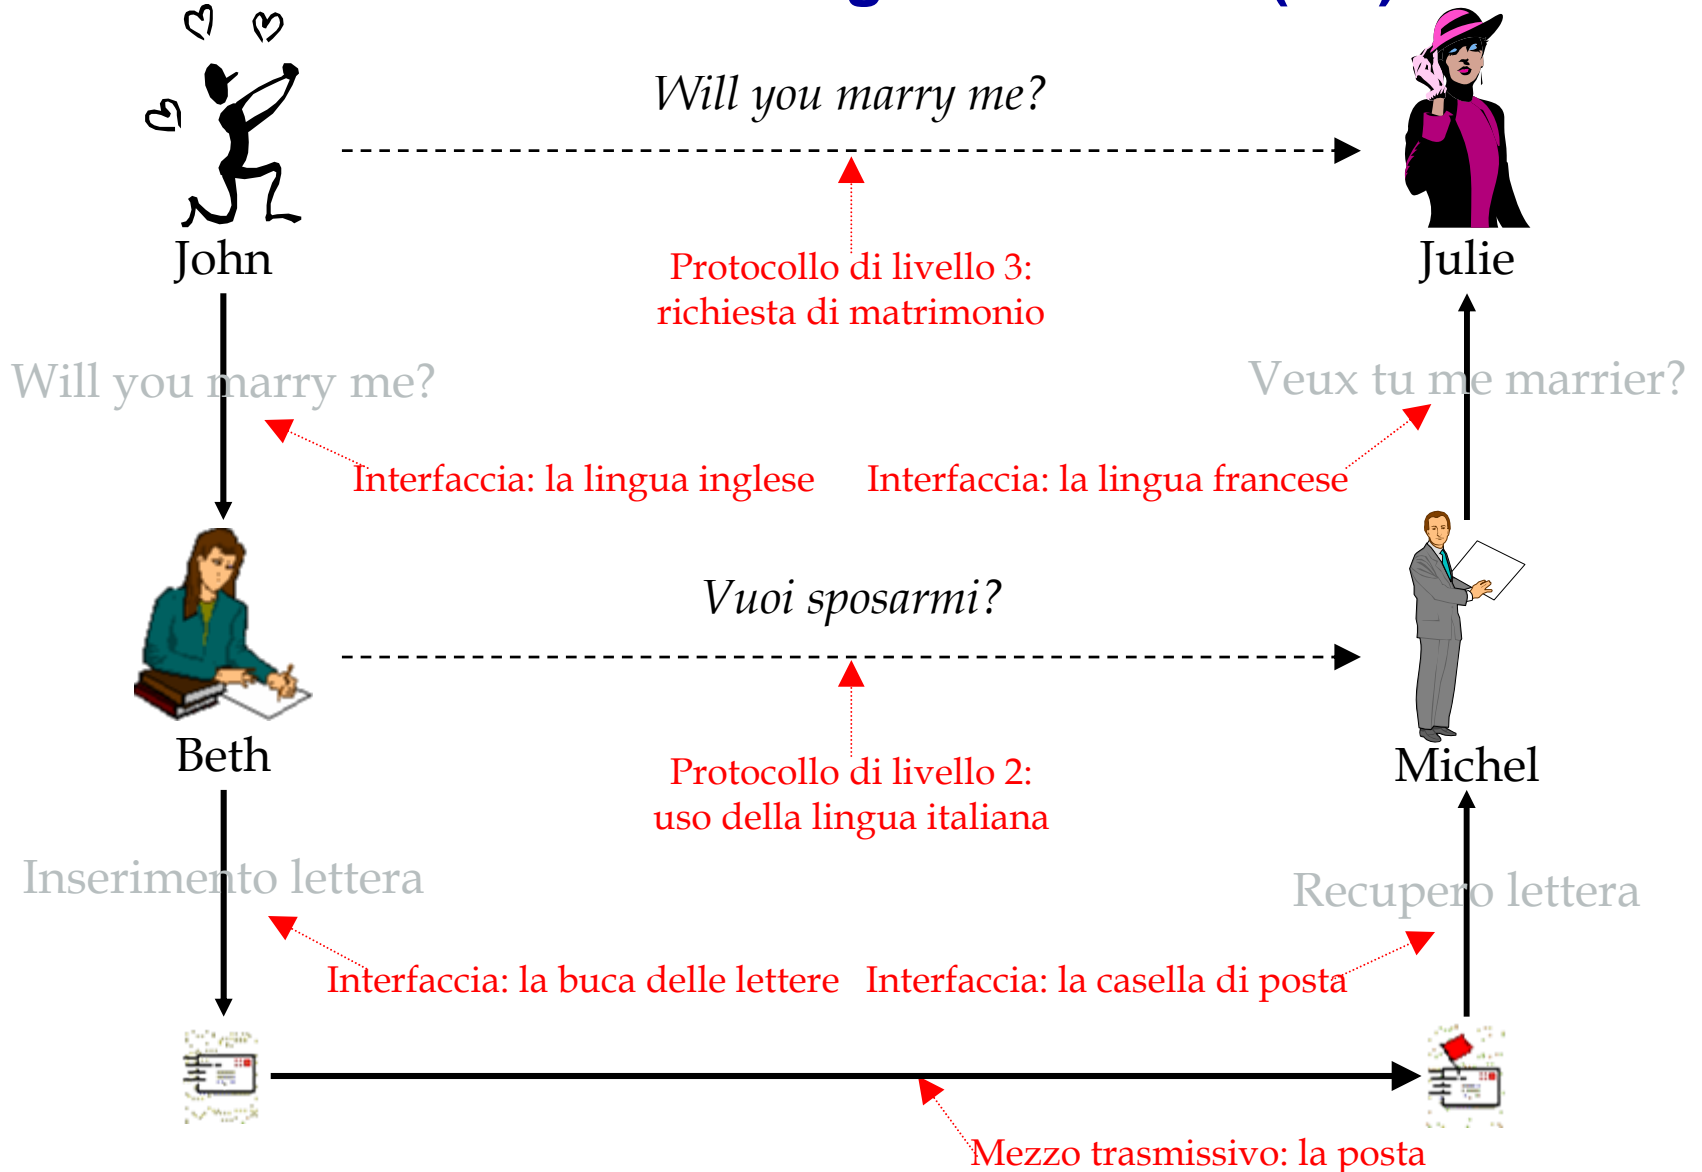 Will you marry me?
John
Julie
Protocollo di livello 3:
richiesta di matrimonio
Will you marry me?
Veux tu me marrier?
Interfaccia: la lingua inglese
Interfaccia: la lingua francese
Vuoi sposarmi?
Beth
Michel
Protocollo di livello 2:
uso della lingua italiana
Inserimento lettera
Recupero lettera
Interfaccia: la buca delle lettere
Interfaccia: la casella di posta
Mezzo trasmissivo: la posta